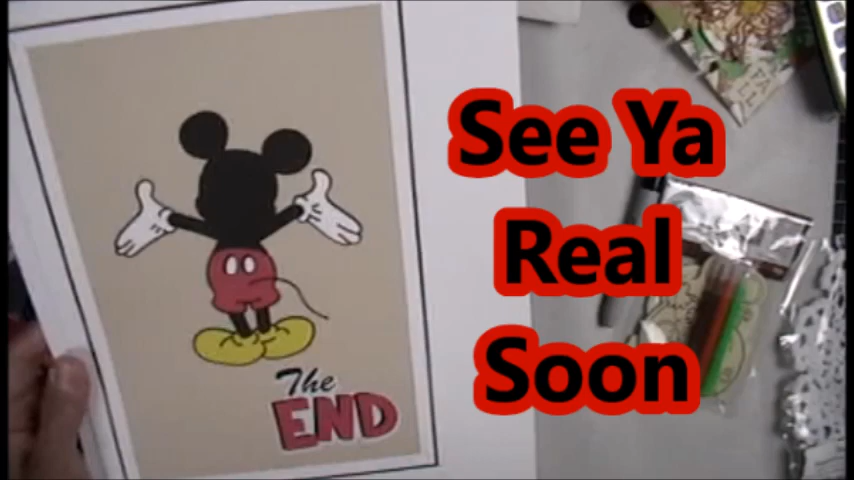 The
END
See Ya
Real
Soon